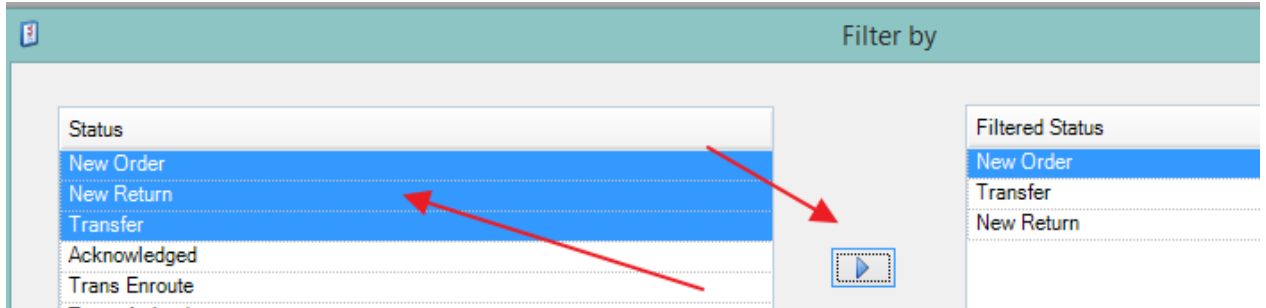 Filter by
Status
New Order
New Return
Transfer
Acknowledged
Trans Enroute
Filtered Status
New Order
Transfer
New Return